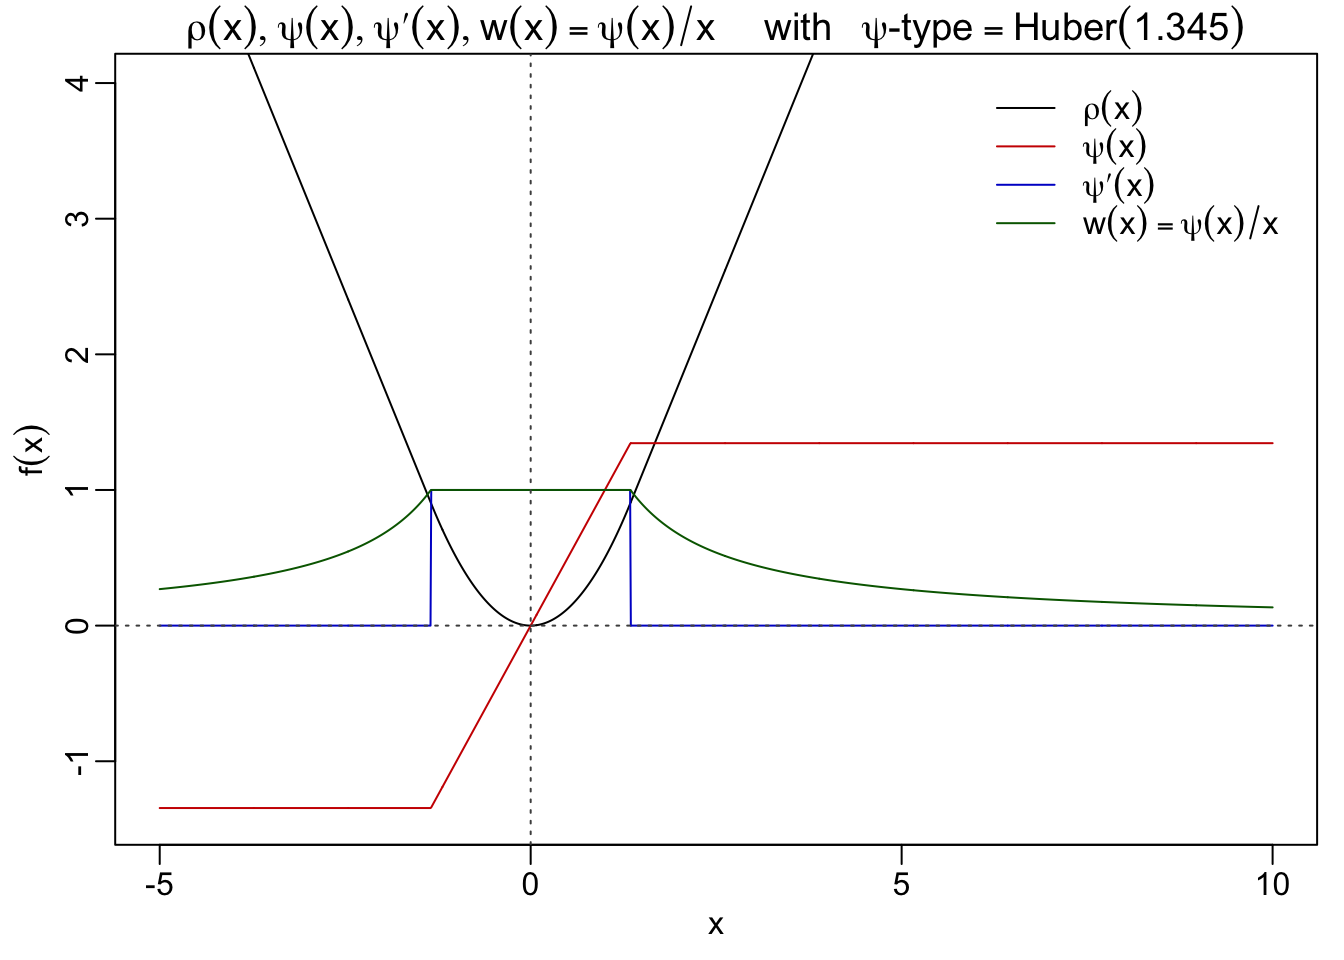 ρ(x), ψ(x), ψ′(x), w(x) = ψ(x)/x with ψ-type = Huber(1.345)
4
3
2
1
0
-1
f(x)
ρ(x)
ψ(x)
ψ′(x)
w(x) = ψ(x)/x
-5 0 5 10
x